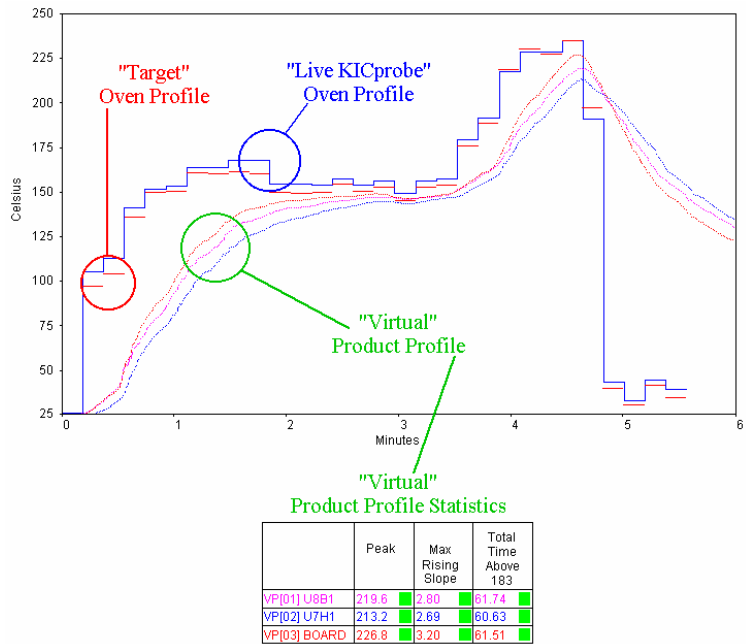 250
225
200
175
150
125
100
75
50
25
Celsius
"Target"
Oven Profile
"Live KICprobe"
Oven Profile
"Virtual"
Product Profile
0
1
2
3
4
5
6
Minutes
"Virtual"
Product Profile Statistics
Peak
Max
Rising
Slope
Total
Time
Above
183
VP[01] U8B1 219.6 2.80 61.74
VP[02] U7H1 213.2 2.69 60.63
VP[03] BOARD 226.8 3.20 61.51